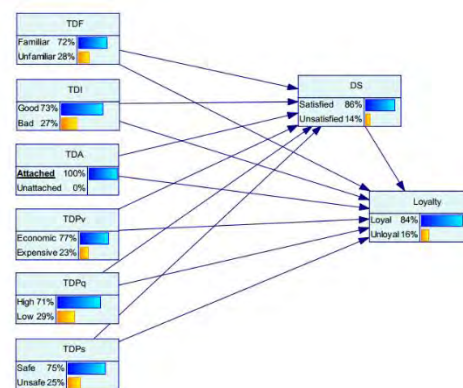 TDF
Familiar 72%
Unfamiliar 28%
TDI
Good 73%
Bad 27%
TDA
Attached 100%
Unattached 0%
TDPv
Economic 77%
Expensive 23%
TDPq
High 71%
Low 29%
TDPs
Safe 75%
Unsafe 25%
DS
Satisfied 86%
Unsatisfied 14%
Loyalty
Loyal 84%
Unloyal 16%